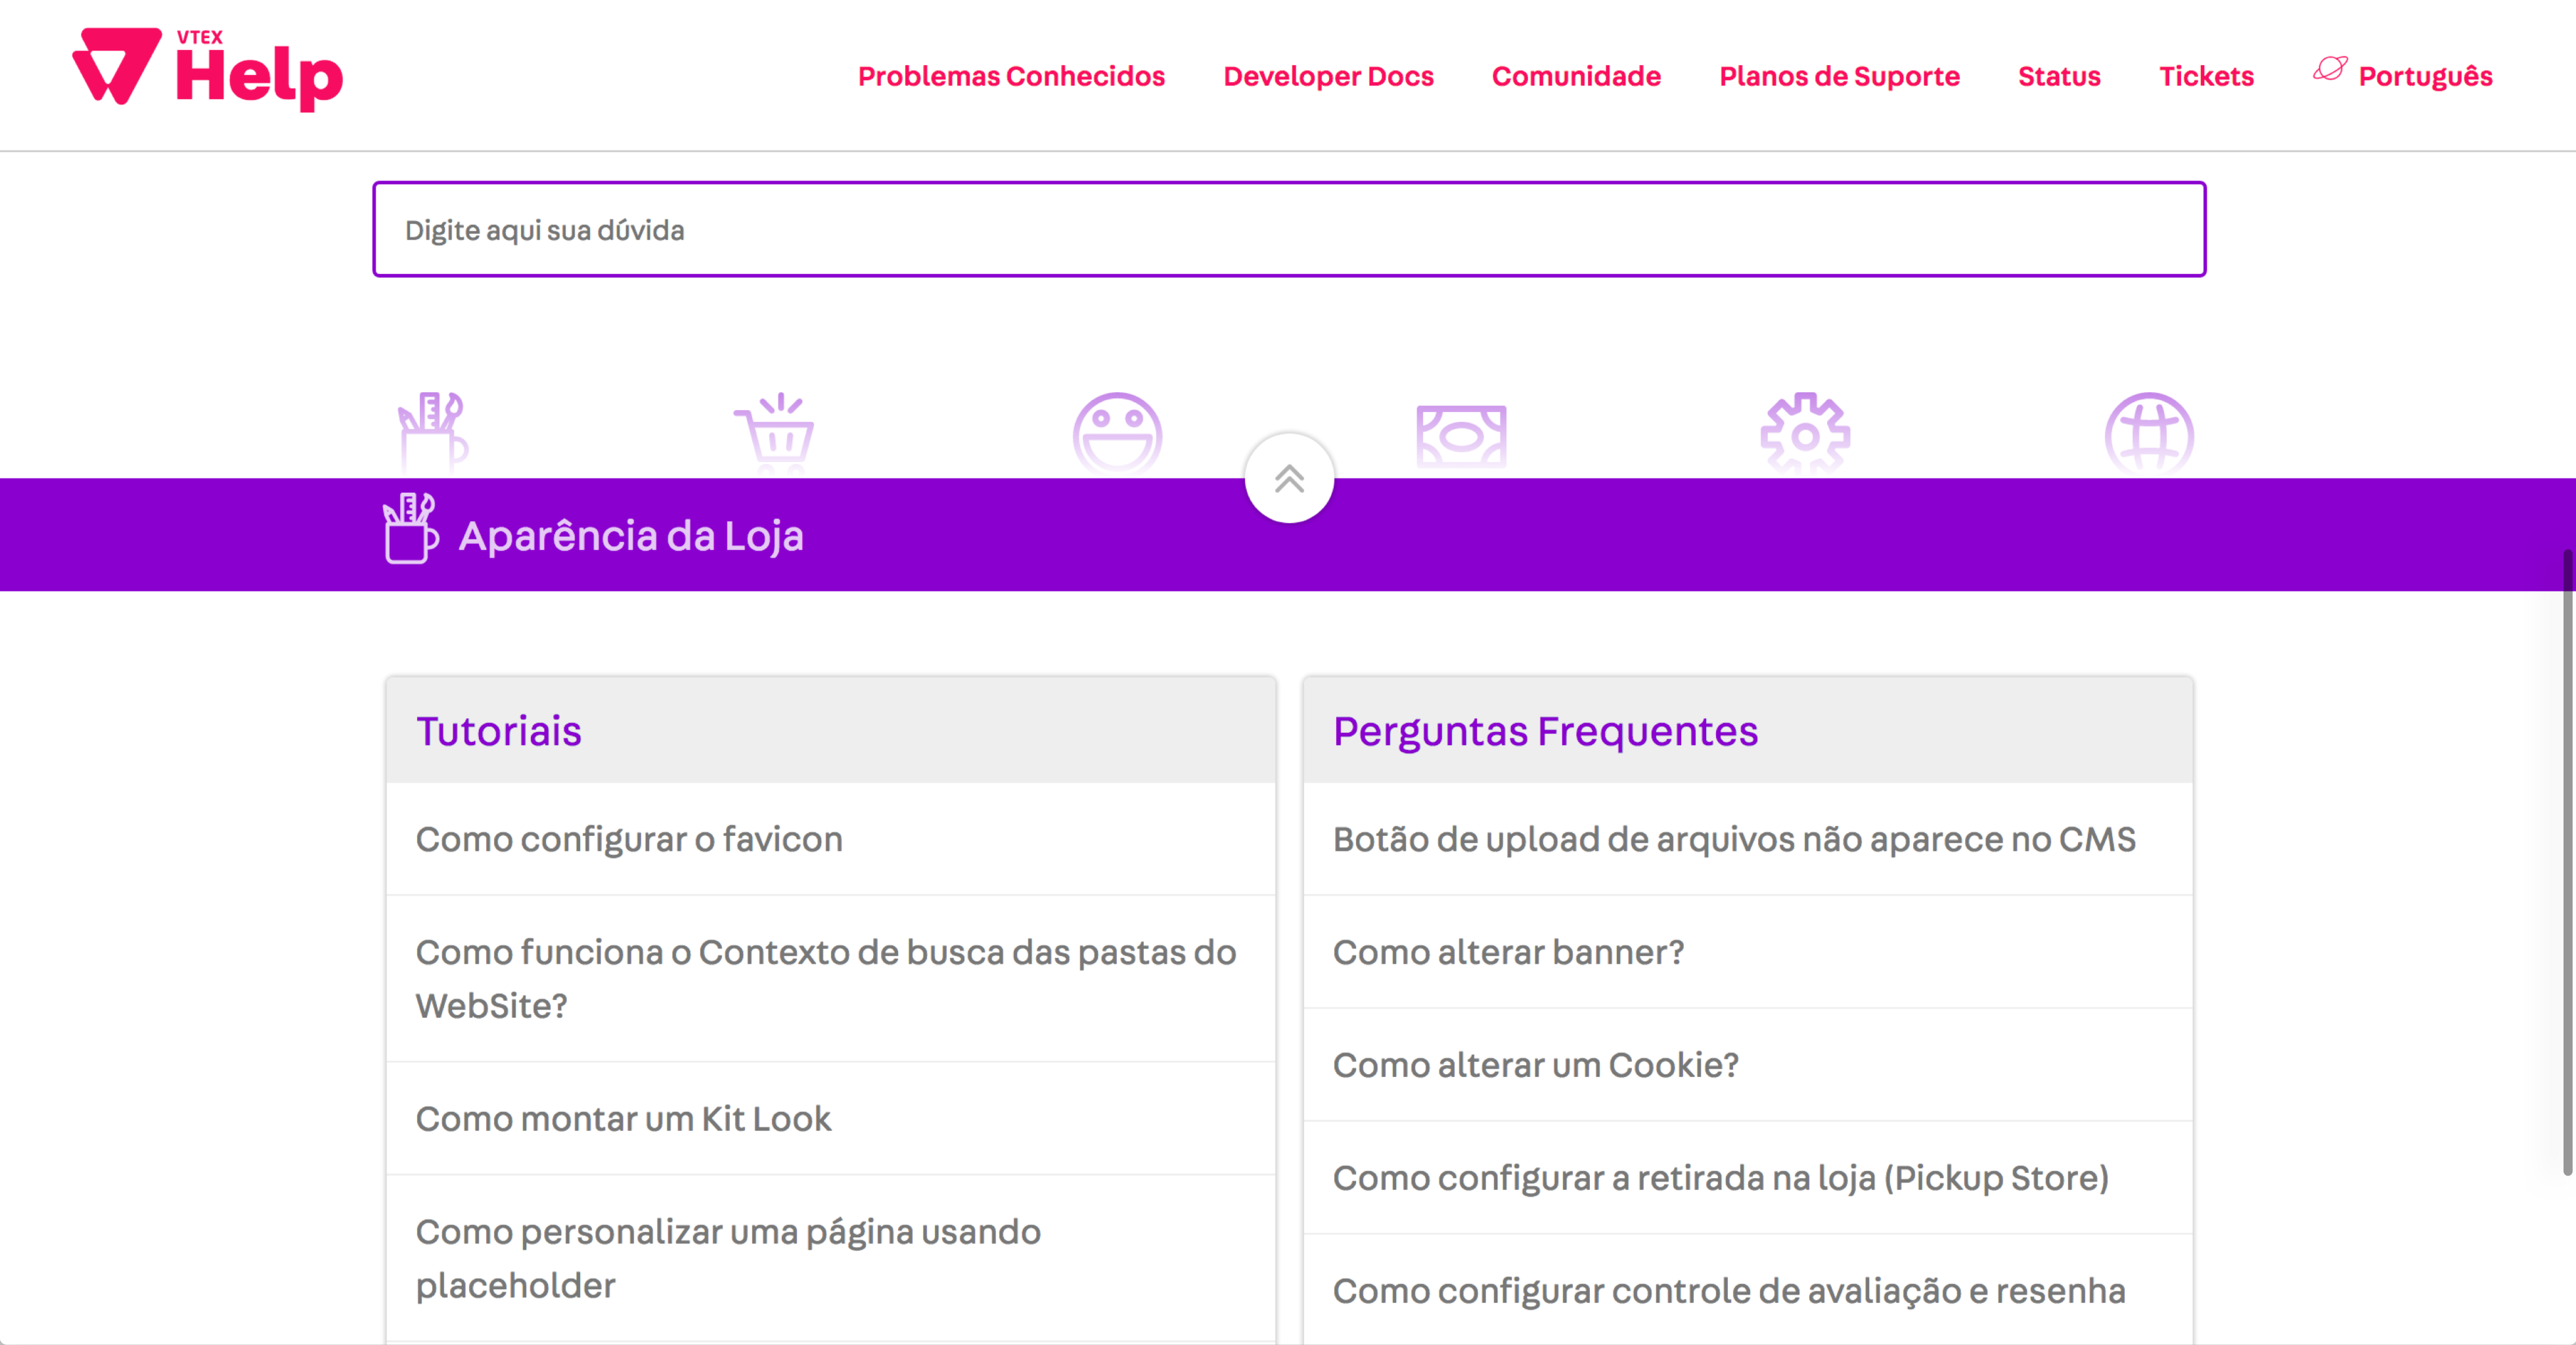 VTEX
Help
Problemas Conhecidos
Developer Docs
Comunidade
Planos de Suporte
Status
Tickets
Português
Digite aqui sua dúvida
Aparência da Loja
Tutoriais
Como configurar o favicon
Como funciona o Contexto de busca das pastas do
WebSite?
Como montar um Kit Look
Como personalizar uma página usando
placeholder
Perguntas Frequentes
Botão de upload de arquivos não aparece no CMS
Como alterar banner?
Como alterar um Cookie?
Como configurar a retirada na loja (Pickup Store)
Como configurar controle de avaliação e resenha